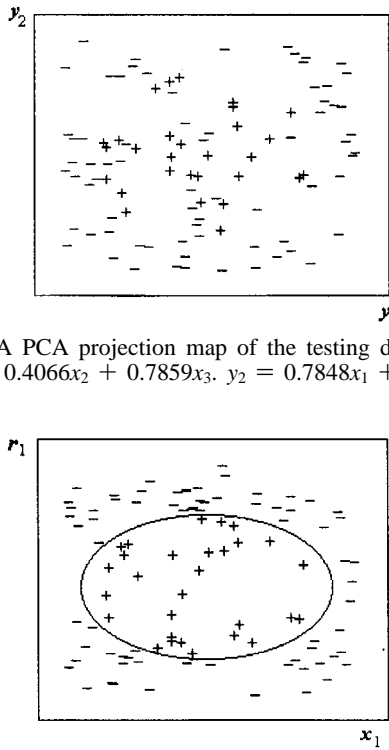 y₂
y
A PCA projection map of the testing d
0.4066x₂ + 0.7859x₃. y₂ = 0.7848x₁ +
r₁
x₁